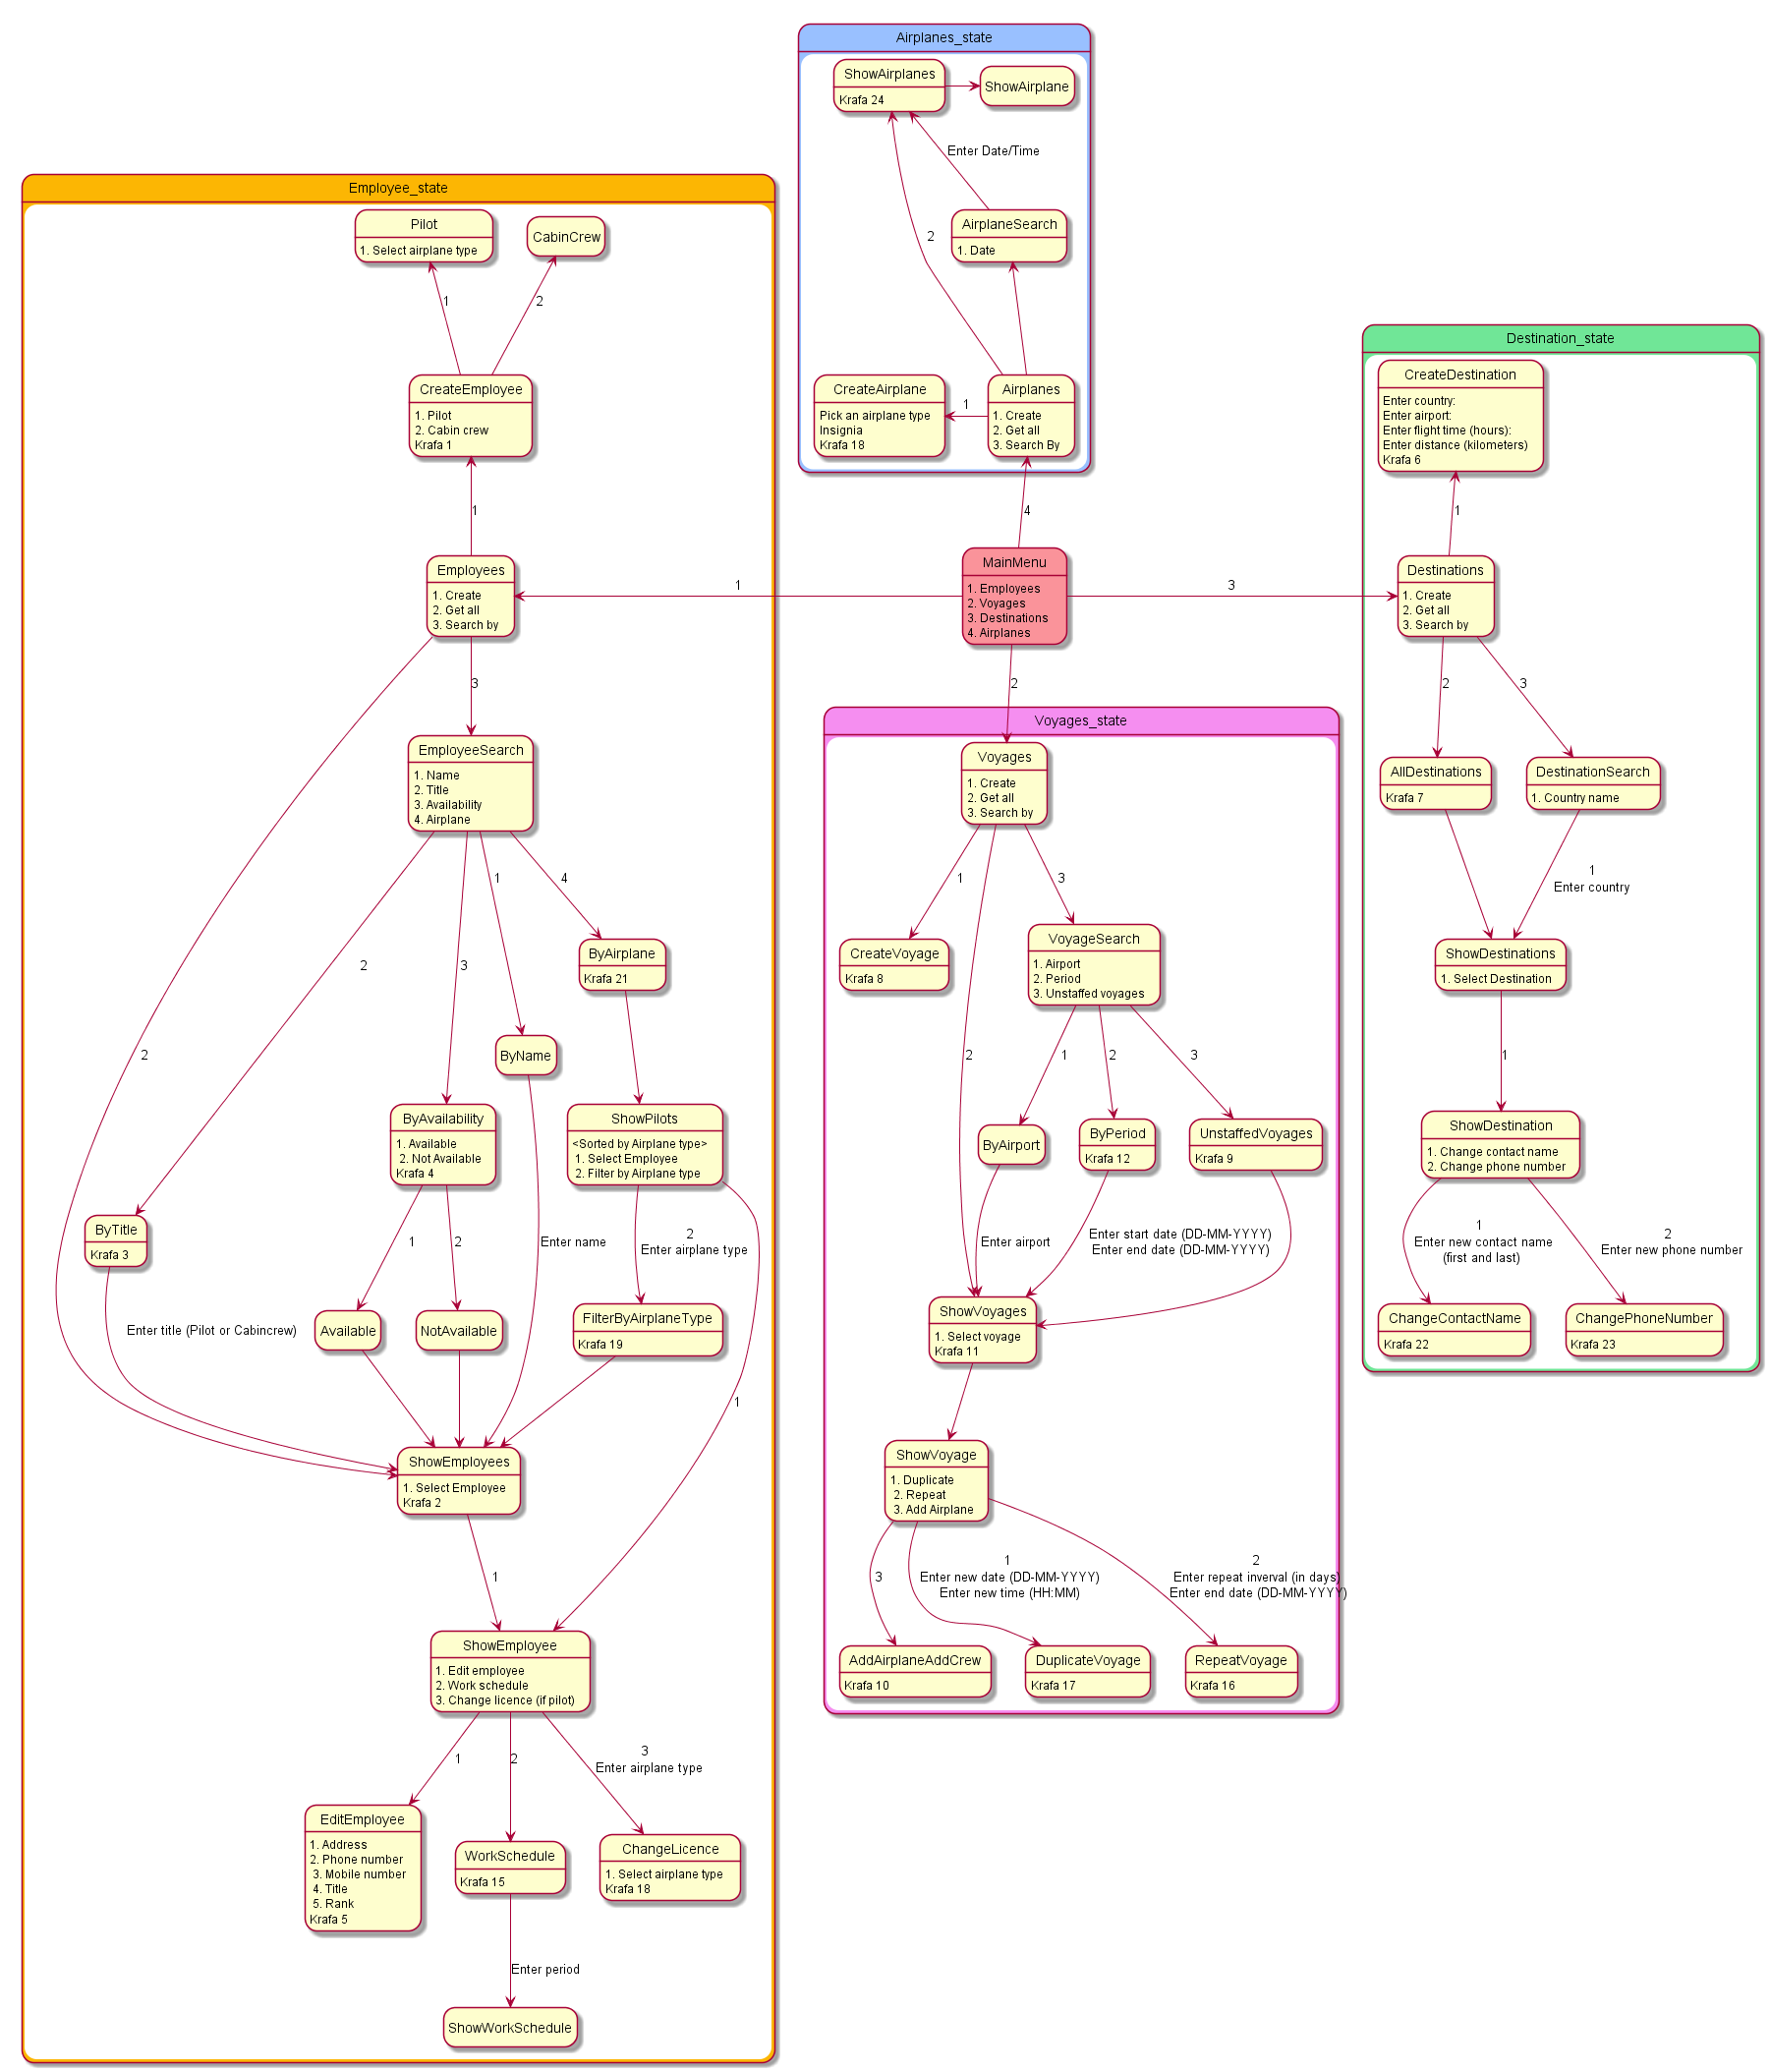 Airplanes_state
ShowAirplanes
Krafa 24
ShowAirplane
Enter Date/Time
AirplaneSearch
1. Date
2
CreateAirplane
Pick an airplane type
Insignia
Krafa 18
1
Airplanes
1. Create
2. Get all
3. Search By
4
MainMenu
1. Employees
2. Voyages
3. Destinations
4. Airplanes
1
3
2
Employee_state
Pilot
1. Select airplane type
CabinCrew
1
2
CreateEmployee
1. Pilot
2. Cabin crew
Krafa 1
1
Employees
1. Create
2. Get all
3. Search by
3
EmployeeSearch
1. Name
2. Title
3. Availability
4. Airplane
2
3
1
4
ByAirplane
Krafa 21
2
ByName
ByAvailability
1. Available
2. Not Available
Krafa 4
ShowPilots
<Sorted by Airplane type>
1. Select Employee
2. Filter by Airplane type
ByTitle
Krafa 3
1
2
Enter name
2
Enter airplane type
Enter title (Pilot or Cabincrew)
Available
NotAvailable
FilterByAirplaneType
Krafa 19
1
ShowEmployees
1. Select Employee
Krafa 2
1
ShowEmployee
1. Edit employee
2. Work schedule
3. Change licence (if pilot)
1
2
3
Enter airplane type
EditEmployee
1. Address
2. Phone number
3. Mobile number
4. Title
5. Rank
Krafa 5
WorkSchedule
Krafa 15
ChangeLicence
1. Select airplane type
Krafa 18
Enter period
ShowWorkSchedule
Voyages_state
Voyages
1. Create
2. Get all
3. Search by
1
3
CreateVoyage
Krafa 8
VoyageSearch
1. Airport
2. Period
3. Unstaffed voyages
2
1
2
3
ByAirport
ByPeriod
Krafa 12
UnstaffedVoyages
Krafa 9
Enter airport
Enter start date (DD-MM-YYYY)
Enter end date (DD-MM-YYYY)
ShowVoyages
1. Select voyage
Krafa 11
ShowVoyage
1. Duplicate
2. Repeat
3. Add Airplane
3
1
Enter new date (DD-MM-YYYY)
Enter new time (HH:MM)
2
Enter repeat inverval (in days)
Enter end date (DD-MM-YYYY)
AddAirplaneAddCrew
Krafa 10
DuplicateVoyage
Krafa 17
RepeatVoyage
Krafa 16
Destination_state
CreateDestination
Enter country:
Enter airport:
Enter flight time (hours):
Enter distance (kilometers)
Krafa 6
1
Destinations
1. Create
2. Get all
3. Search by
2
3
AllDestinations
Krafa 7
DestinationSearch
1. Country name
1
Enter country
ShowDestinations
1. Select Destination
1
ShowDestination
1. Change contact name
2. Change phone number
1
Enter new contact name
(first and last)
2
Enter new phone number
ChangeContactName
Krafa 22
ChangePhoneNumber
Krafa 23